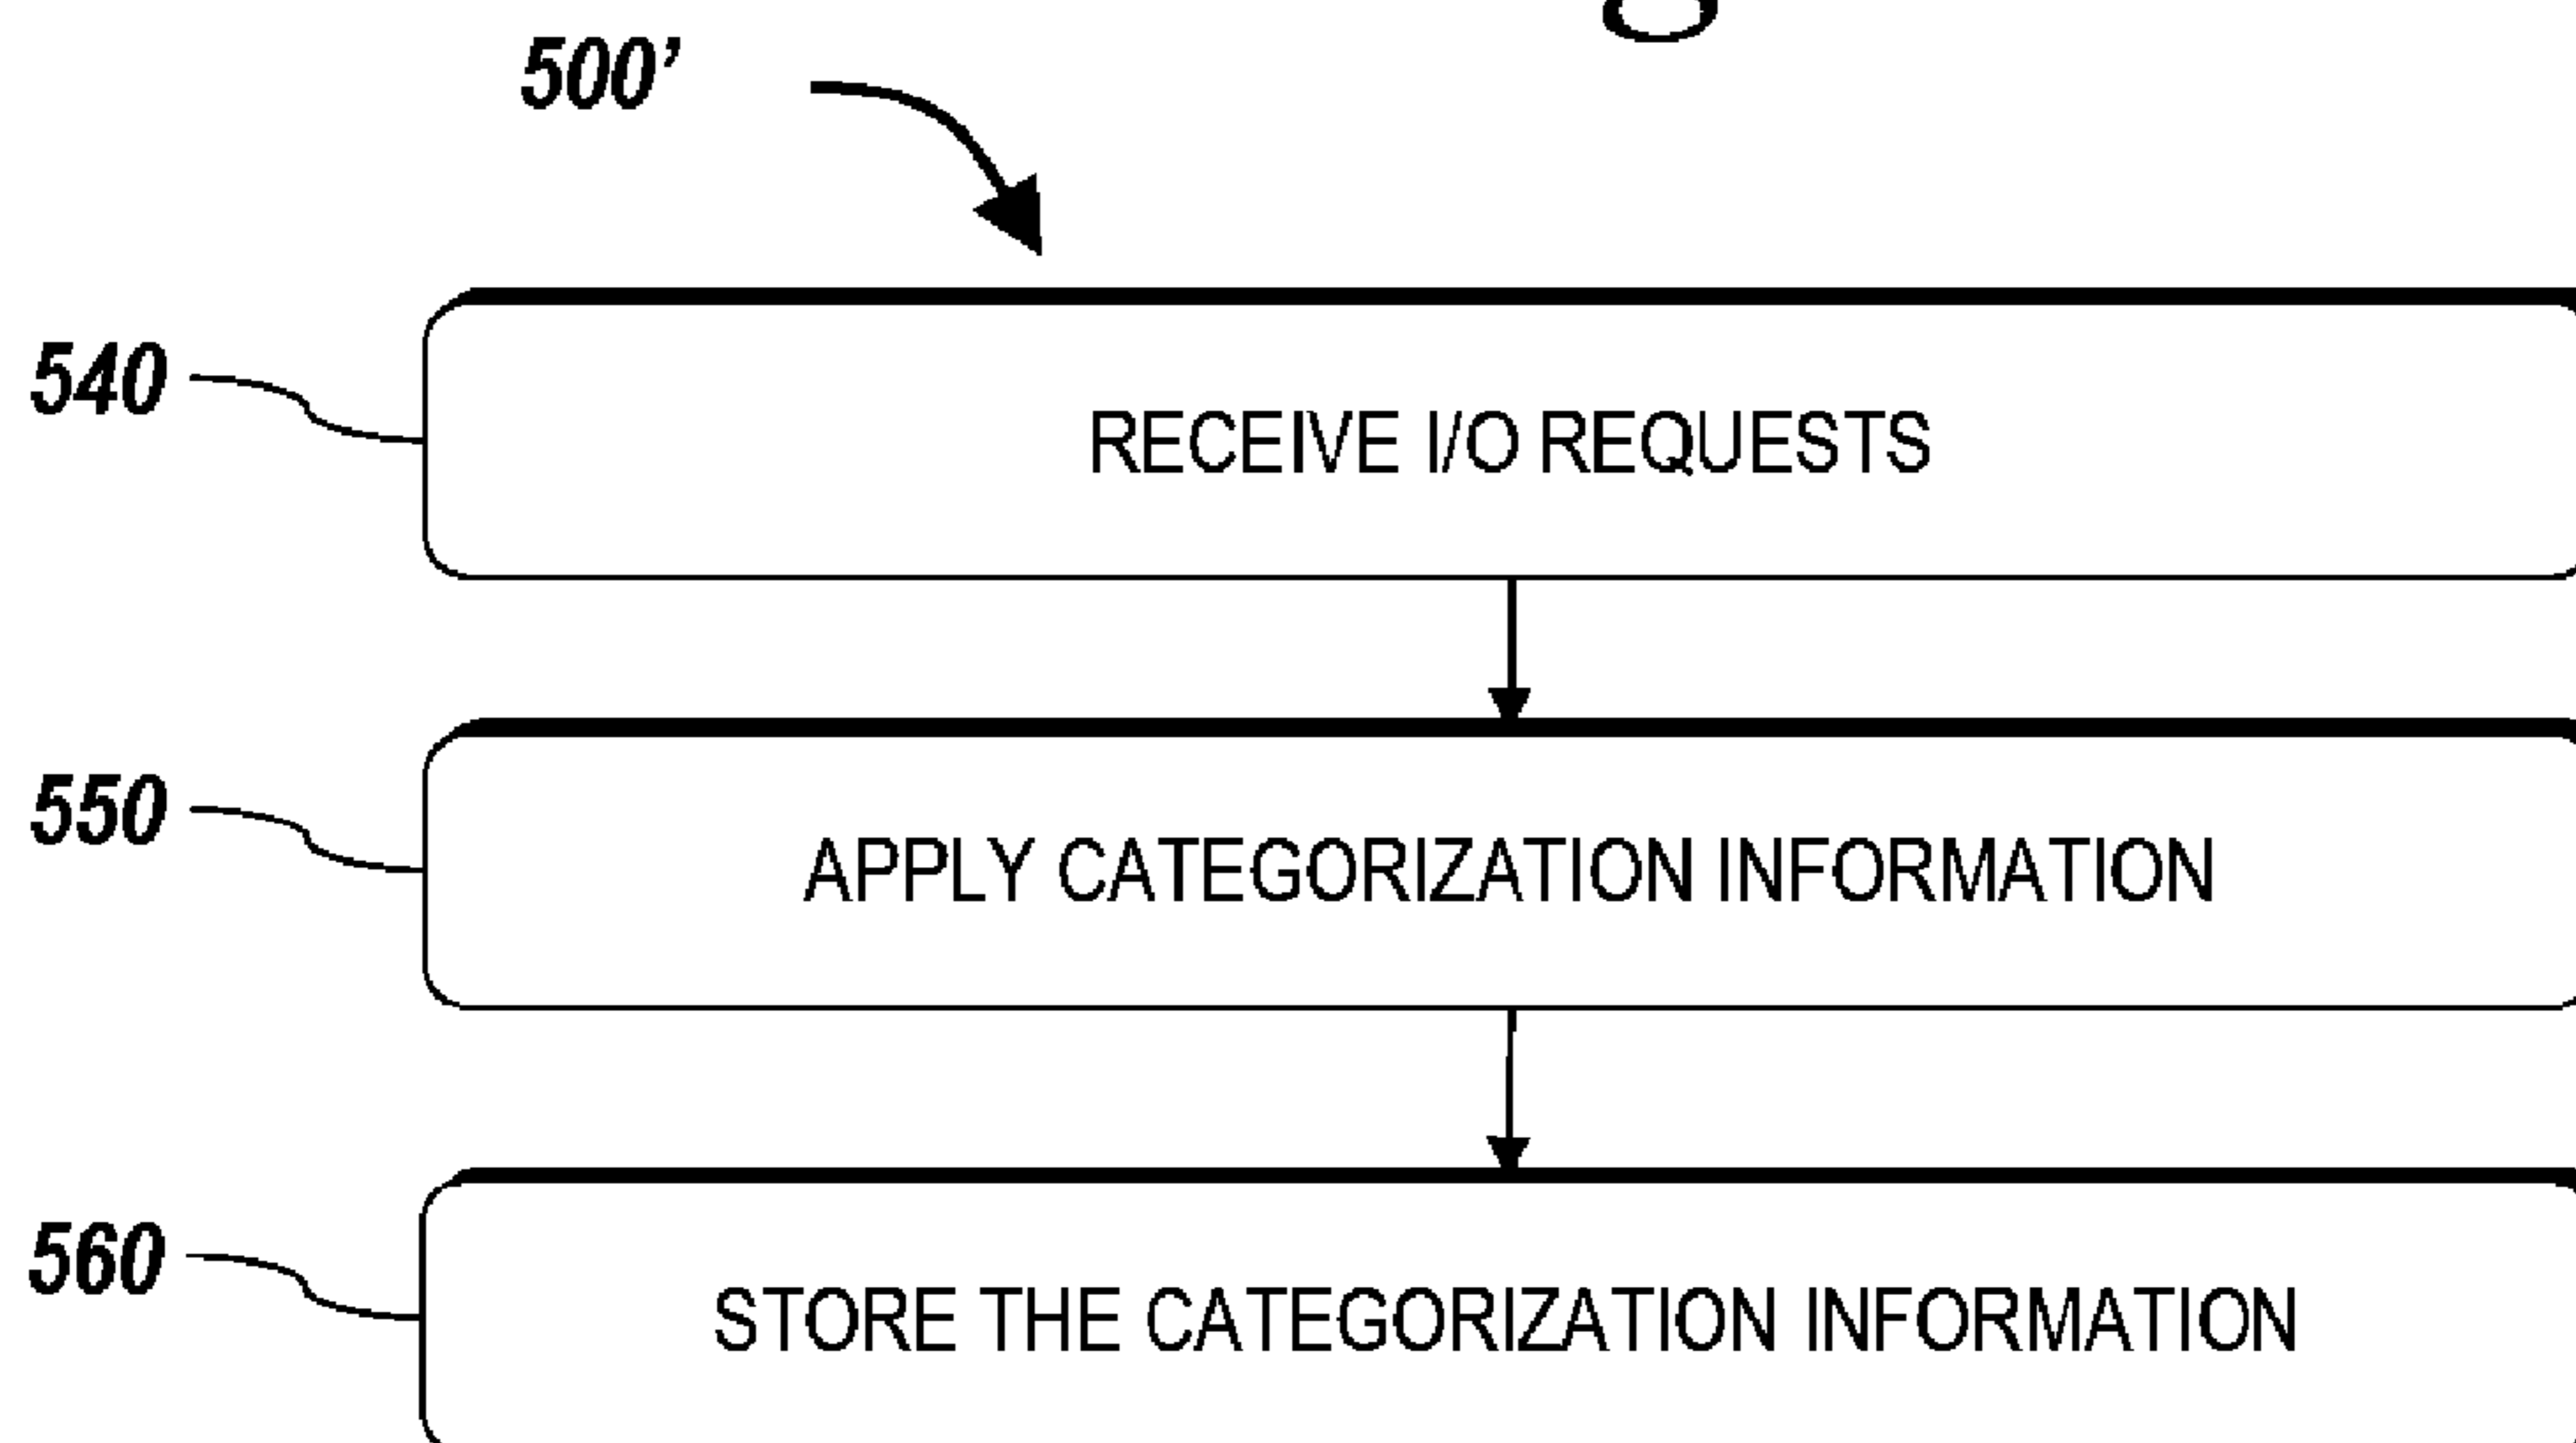 500’
540
RECEIVE I/O REQUESTS
550
APPLY CATEGORIZATION INFORMATION
560
STORE THE CATEGORIZATION INFORMATION